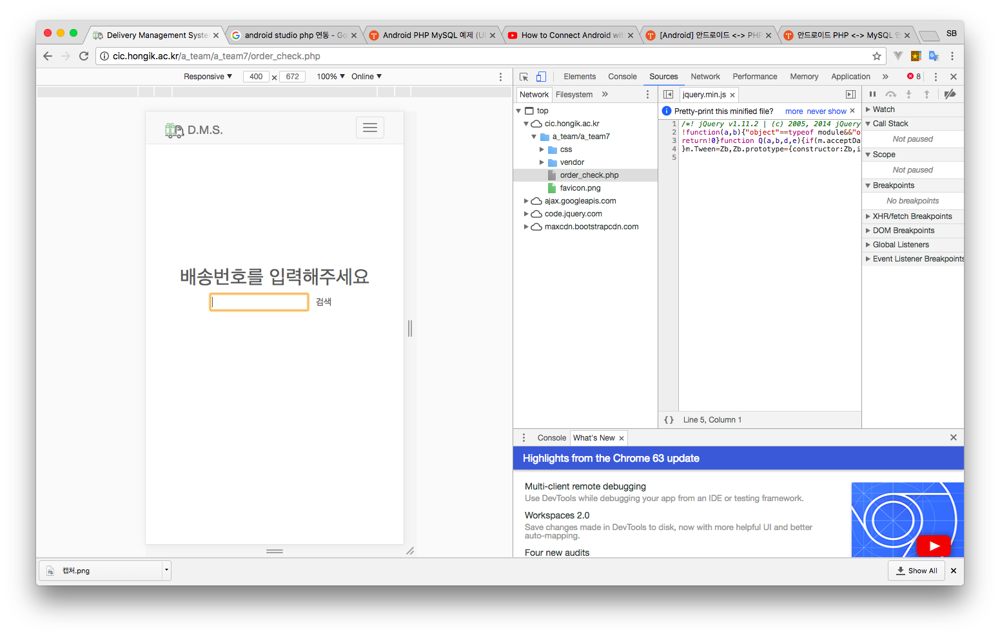 Delivery Management Syste
android studio php 연동 - Go
Android PHP MySQL 예제 (UI
How to Connect Android wit
[Android] 안드로이드 <-> PHP
안드로이드 PHP <-> MySQL
SB
cic.hongik.ac.kr/a_team/a_team7/order_check.php
Responsive ▼ 400 x 672 100% ▼ Online ▼
Elements Console Sources Network Performance Memory Application » 8
Network Filesystem »
jquery.min.js
top
cic.hongik.ac.kr
a_team/a_team7
css
vendor
order_check.php
favicon.png
ajax.googleapis.com
code.jquery.com
maxcdn.bootstrapcdn.com
Pretty-print this minified file? more never show
1 /*! jQuery v1.11.2 | (c) 2005, 2014 jQuery
2 !function(a,b){"object"==typeof module&&"o
3 return!0}function Q(a,b,d,e){if(m.acceptDa
4 }m.Tween=Zb,Zb.prototype={constructor:Zb,i
5
{} Line 5, Column 1
Watch
Call Stack
Not paused
Scope
Not paused
Breakpoints
No breakpoints
XHR/fetch Breakpoints
DOM Breakpoints
Global Listeners
Event Listener Breakpoints
D.M.S.
배송번호를 입력해주세요
검색
Console What's New
Highlights from the Chrome 63 update
Multi-client remote debugging
Use DevTools while debugging your app from an IDE or testing framework.
Workspaces 2.0
Save changes made in DevTools to disk, now with more helpful UI and better
auto-mapping.
Four new audits
캡처.png
Show All